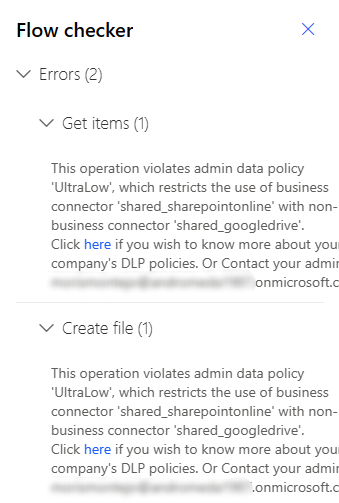 Flow checker
Errors (2)
Get items (1)
This operation violates admin data policy
'UltraLow', which restricts the use of business
connector 'shared_sharepointonline' with non-
business connector 'shared_googledrive'.
Click here if you wish to know more about your
company's DLP policies. Or Contact your admin
onmicrosoft.c
Create file (1)
This operation violates admin data policy
'UltraLow', which restricts the use of business
connector 'shared_sharepointonline' with non-
business connector 'shared_googledrive'.
Click here if you wish to know more about your
company's DLP policies. Or Contact your admin
.onmicrosoft.c